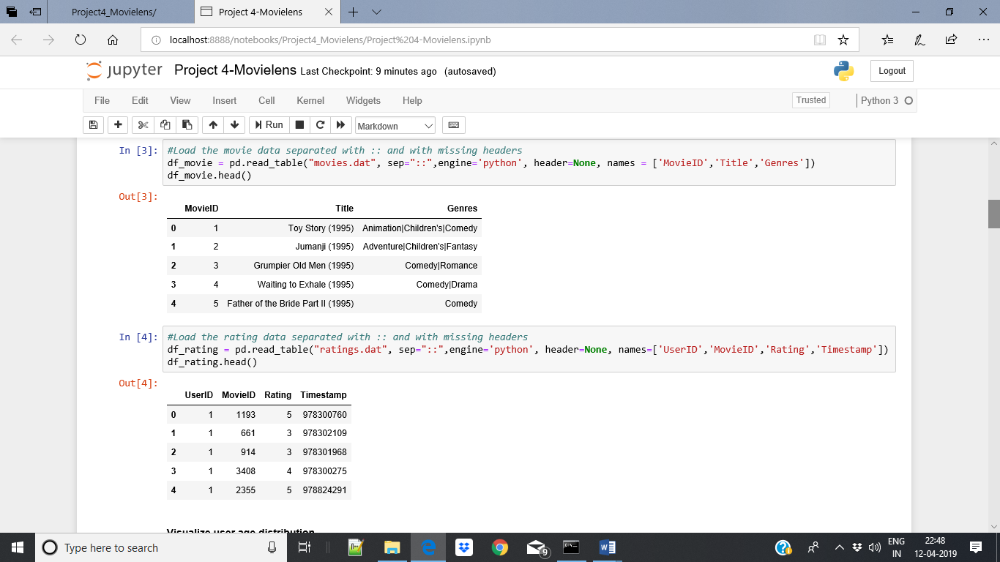 Project4_Movielens/
Project 4-Movielens
localhost:8888/notebooks/Project4_Movielens/Project%204-Movielens.ipynb
jupyter Project 4-Movielens Last Checkpoint: 9 minutes ago (autosaved)
Logout
File Edit View Insert Cell Kernel Widgets Help
Trusted
Python 3
Run
Markdown
In [3]: #Load the movie data separated with :: and with missing headers
df_movie = pd.read_table("movies.dat", sep="::",engine='python', header=None, names = ['MovieID','Title','Genres'])
df_movie.head()
Out[3]:
MovieID Title Genres
0 1 Toy Story (1995) Animation|Children's|Comedy
1 2 Jumanji (1995) Adventure|Children's|Fantasy
2 3 Grumpier Old Men (1995) Comedy|Romance
3 4 Waiting to Exhale (1995) Comedy|Drama
4 5 Father of the Bride Part II (1995) Comedy
In [4]: #Load the rating data separated with :: and with missing headers
df_rating = pd.read_table("ratings.dat", sep="::",engine='python', header=None, names=['UserID','MovieID','Rating','Timestamp'])
df_rating.head()
Out[4]:
UserID MovieID Rating Timestamp
0 1 1193 5 978300760
1 1 661 3 978302109
2 1 914 3 978301968
3 1 3408 4 978300275
4 1 2355 5 978824291
Visualize user age distribution
Type here to search
9
ENG
IN
22:48
12-04-2019